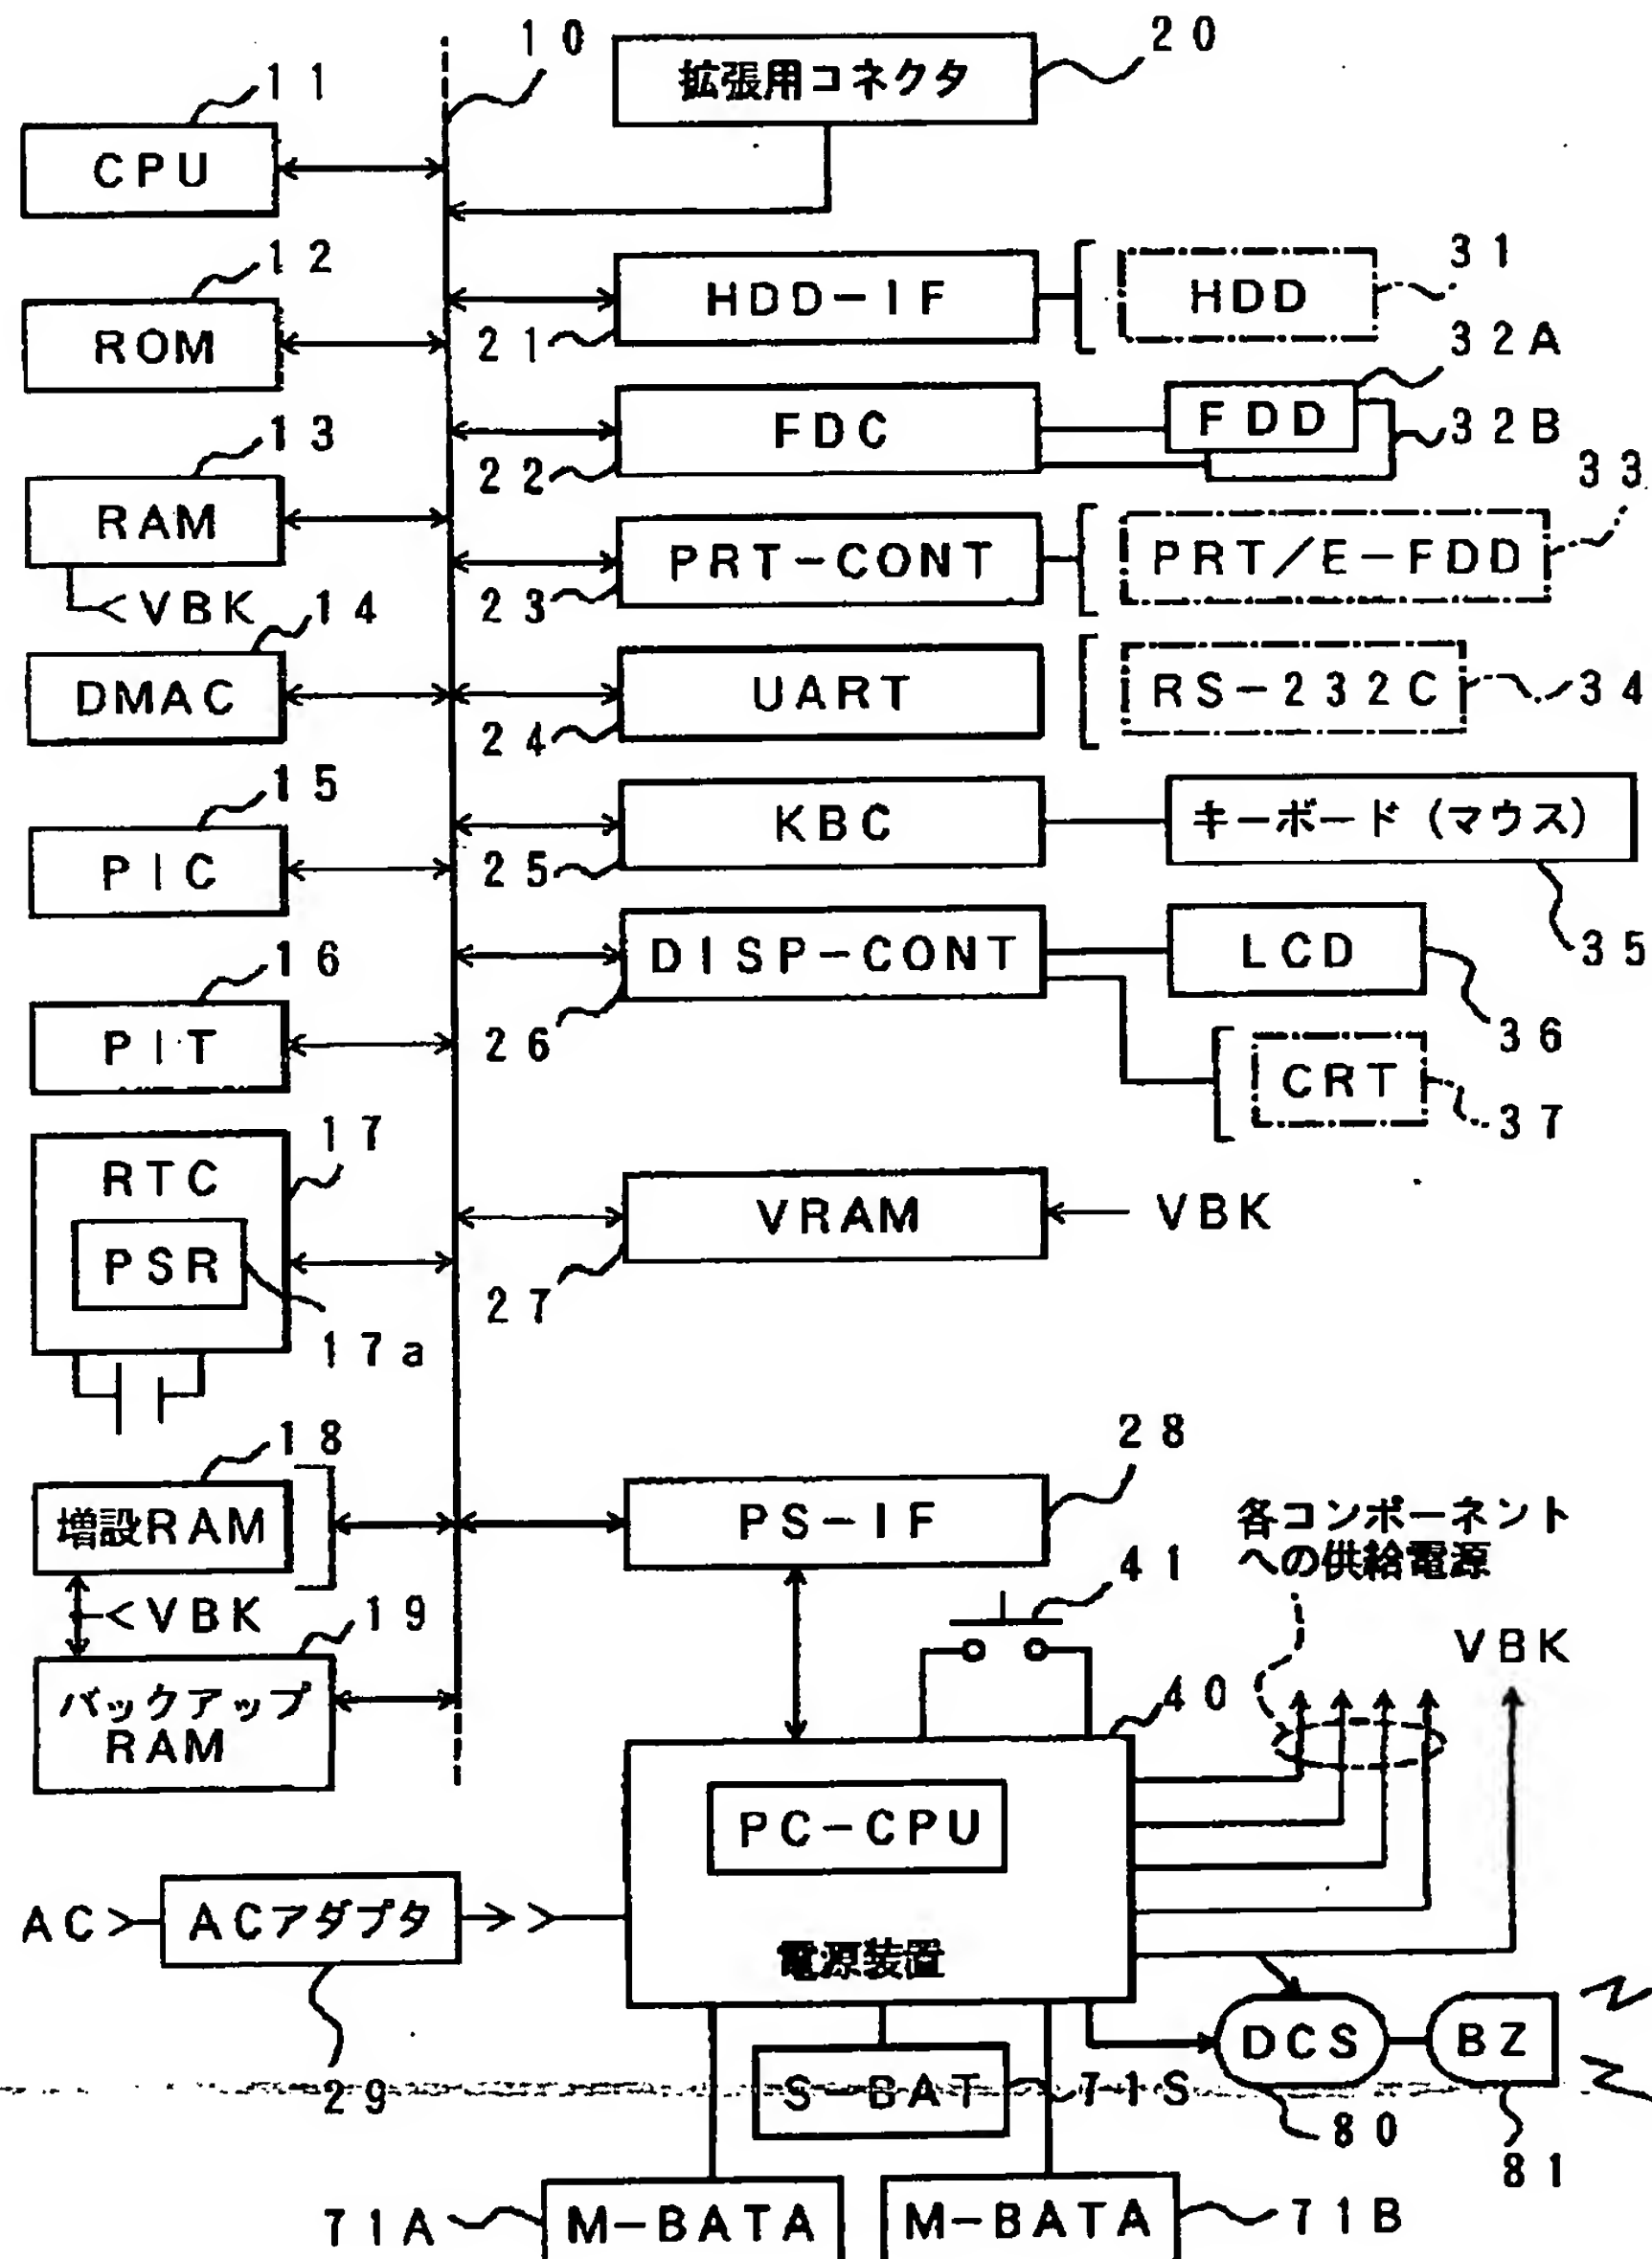 10
20
拡張用コネクタ
11
CPU
12
ROM
HDD-IF
21
HDD
31
32A
FDC
22
FDD
32B
13
RAM
<VBK
PRT-CONT
23
PRT/E-FDD
33
14
DMAC
UART
24
RS-232C
34
15
PIC
KBC
25
キーボード(マウス)
35
16
PIT
DISP-CONT
26
LCD
36
CRT
37
17
RTC
PSR
17a
VRAM
27
VBK
18
増設RAM
<VBK
19
バックアップ
RAM
28
PS-IF
41
各コンポーネント
への供給電源
VBK
40
PC-CPU
電源装置
AC>
ACアダプタ
29
S-BAT
71S
DCS
80
BZ
81
71A
M-BATA
M-BATA
71B